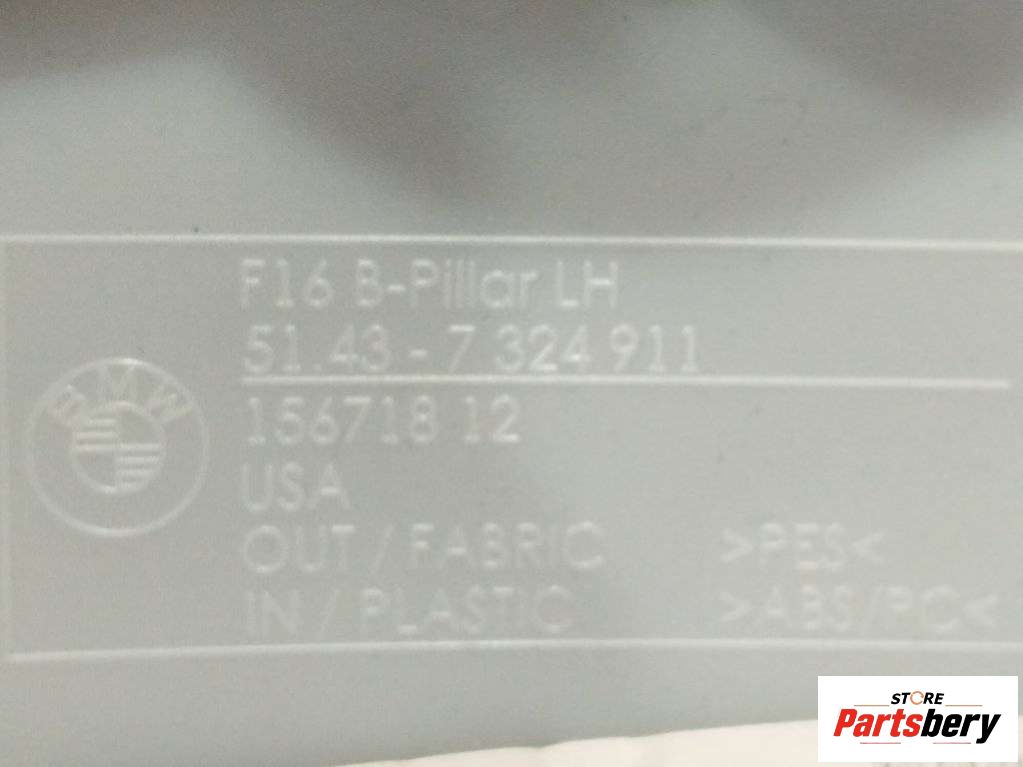 F16 B-Pillar LH
51.43 - 7 324 911
BMW
156718 12
USA
OUT / FABRIC >PES<
IN / PLASTIC >ABS/PC<
STORE
Partsbery